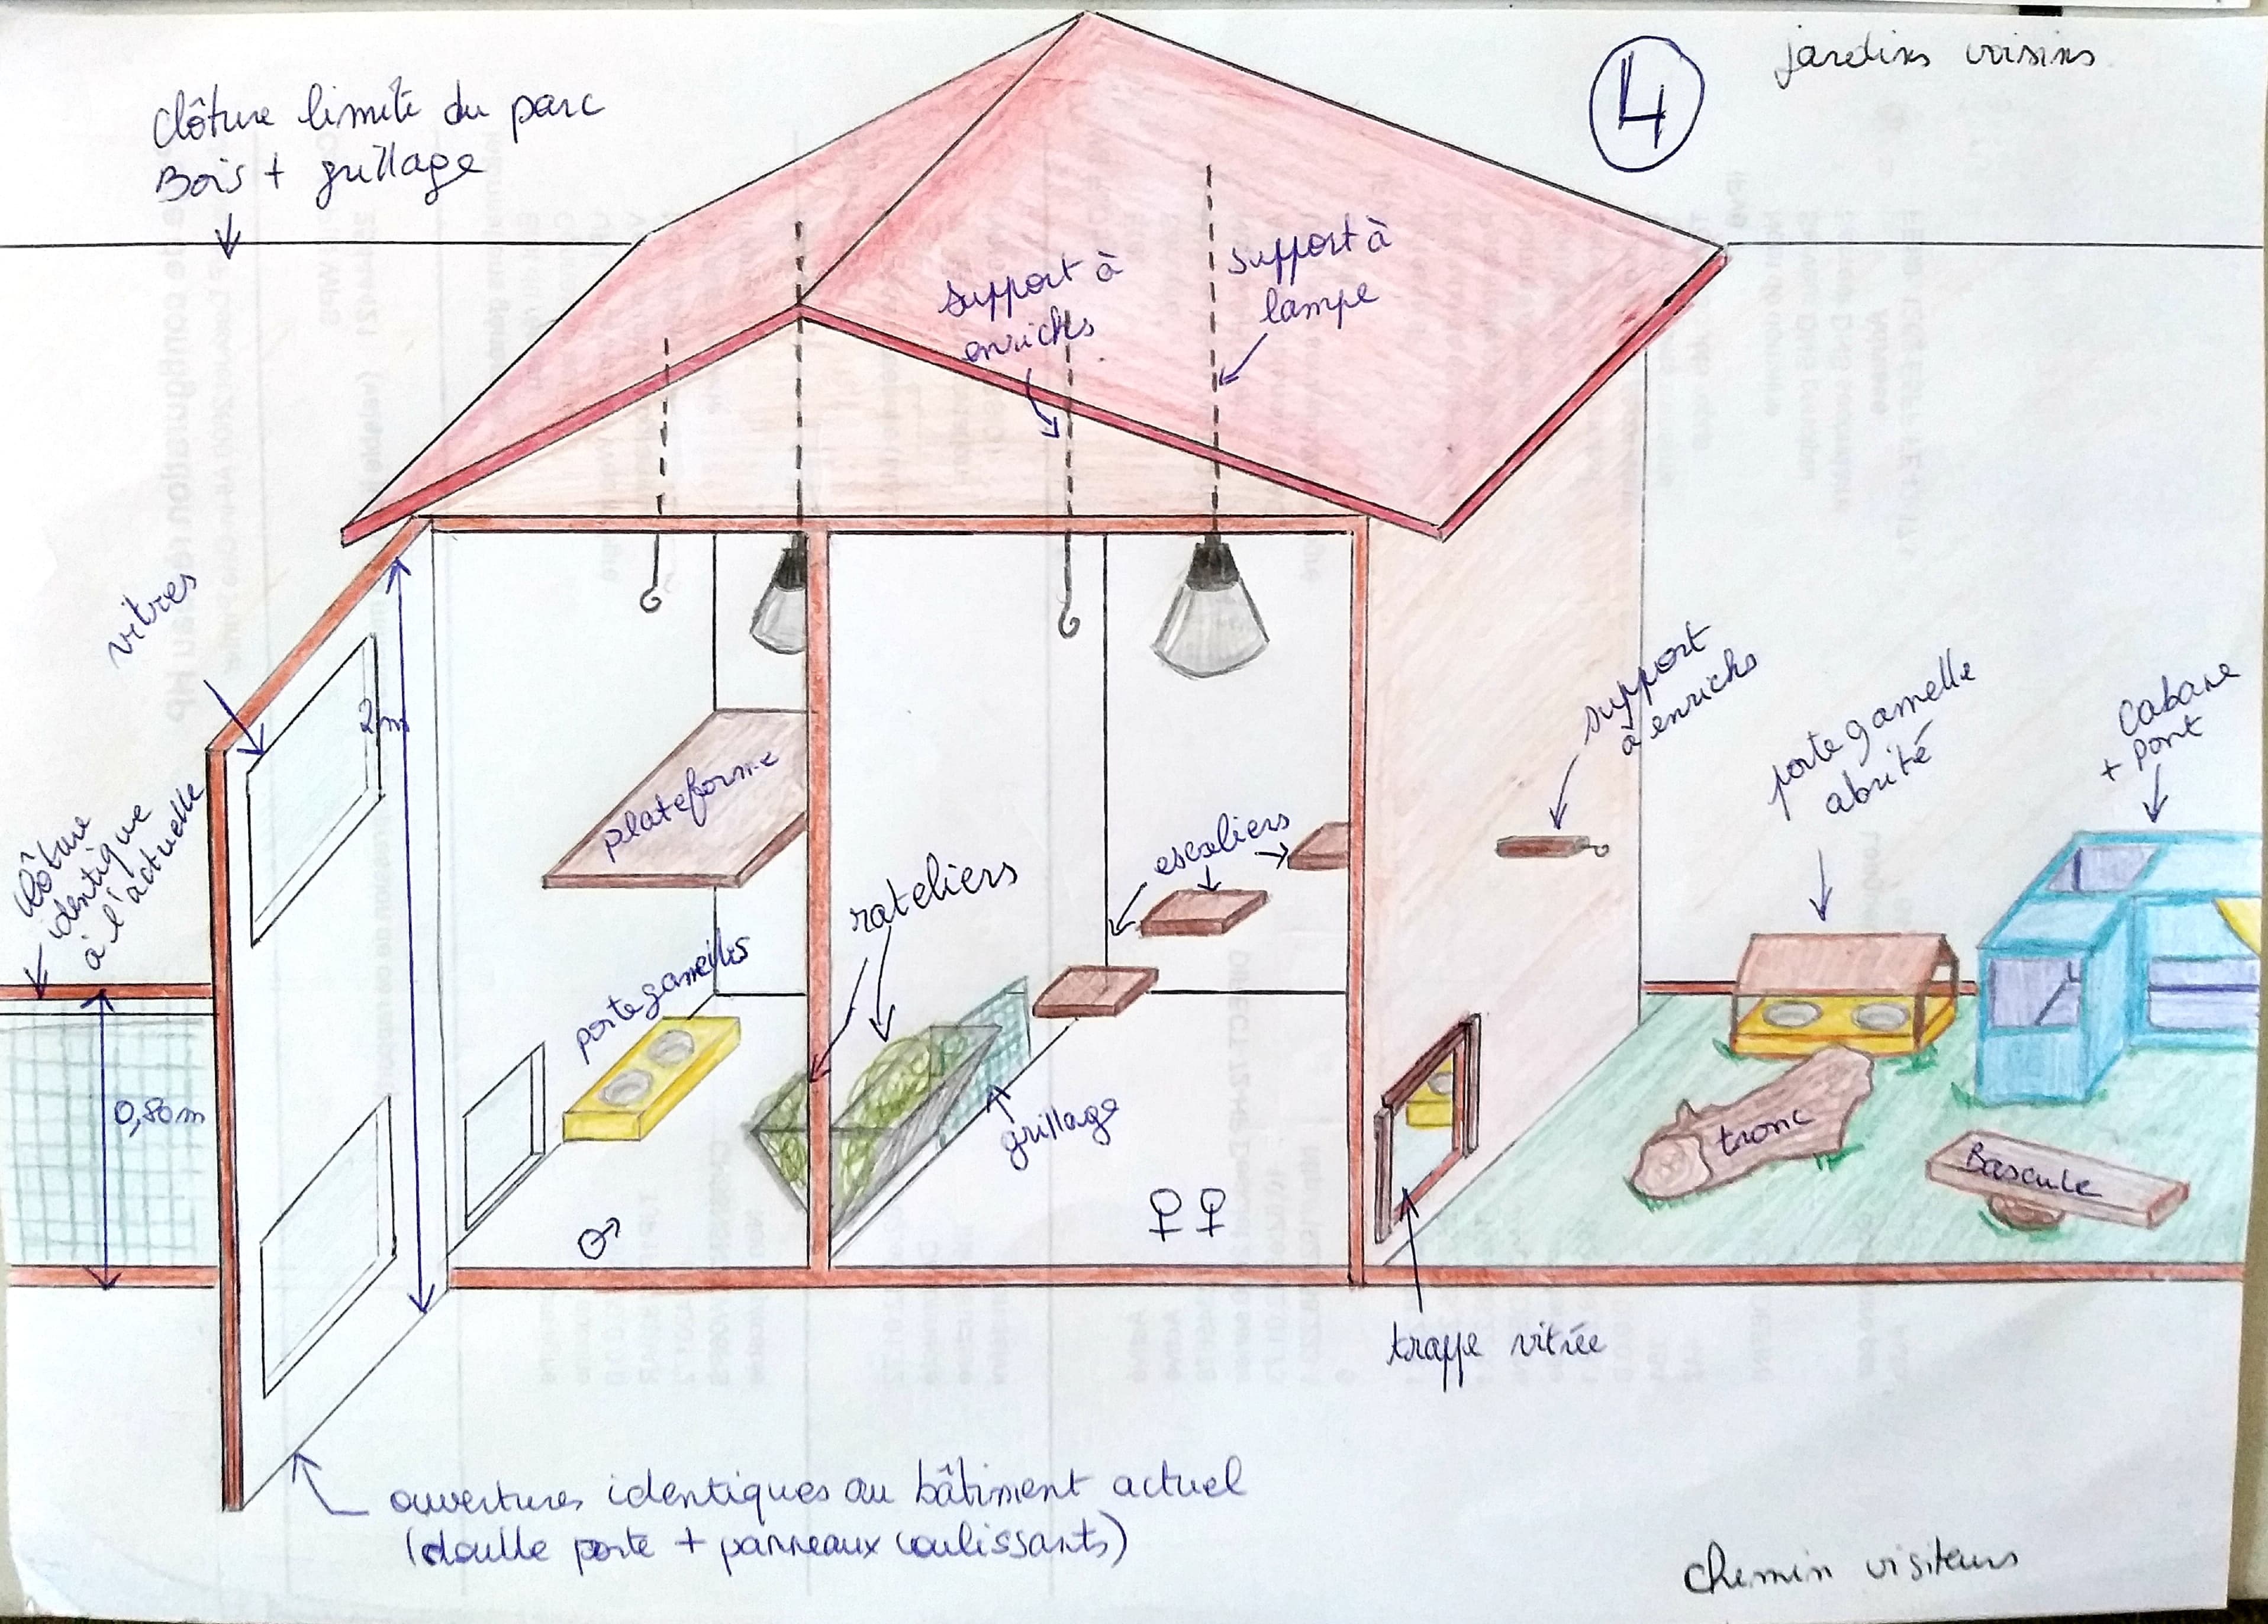 Clôture limite du parc
Bois + grillage
4
jardins voisins
support à
enrichs
support à
lampe
vitres
2m
clôture
identique
à l'actuelle
0,80m
plateforme
rateliers
escaliers
porte gamelles
grillage
♂
♀♀
support
à enrichs
porte gamelle
abrité
Cabane
+ pont
tronc
Bascule
trappe vitrée
ouvertures identiques au bâtiment actuel
(double porte + panneaux coulissants)
chemin visiteurs